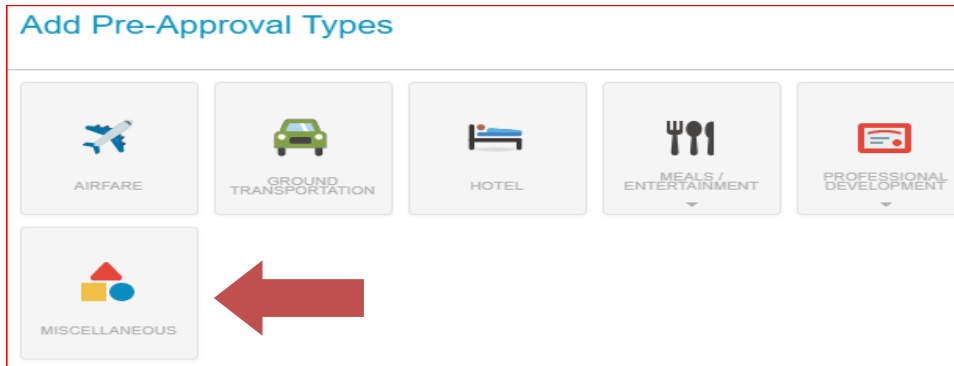 Add Pre-Approval Types
AIRFARE
GROUND
TRANSPORTATION
HOTEL
MEALS /
ENTERTAINMENT
PROFESSIONAL
DEVELOPMENT
MISCELLANEOUS